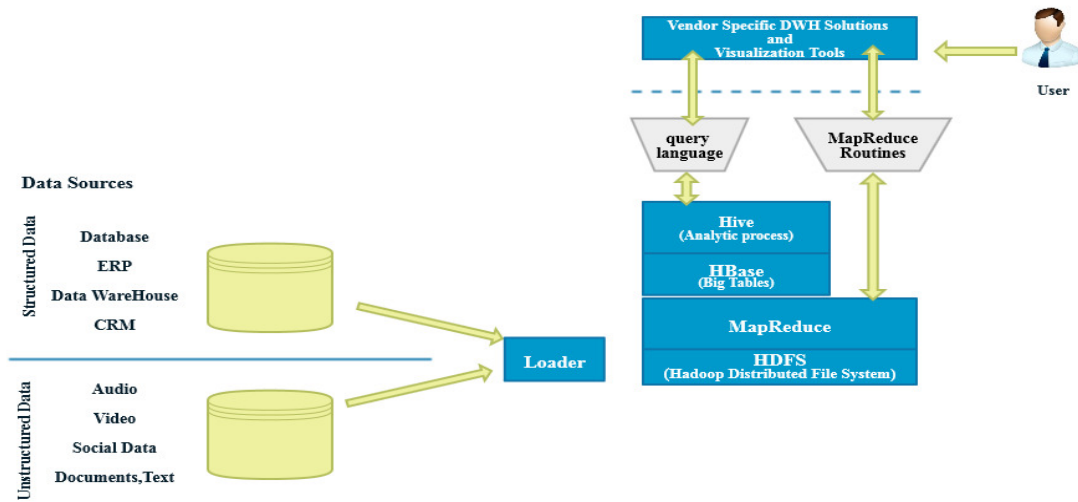 Vendor Specific DWH Solutions
and
Visualization Tools
User
query
language
MapReduce
Routines
Data Sources
Structured Data
Database
ERP
Data WareHouse
CRM
Hive
(Analytic process)
HBase
(Big Tables)
MapReduce
HDFS
(Hadoop Distributed File System)
Loader
Unstructured Data
Audio
Video
Social Data
Documents,Text